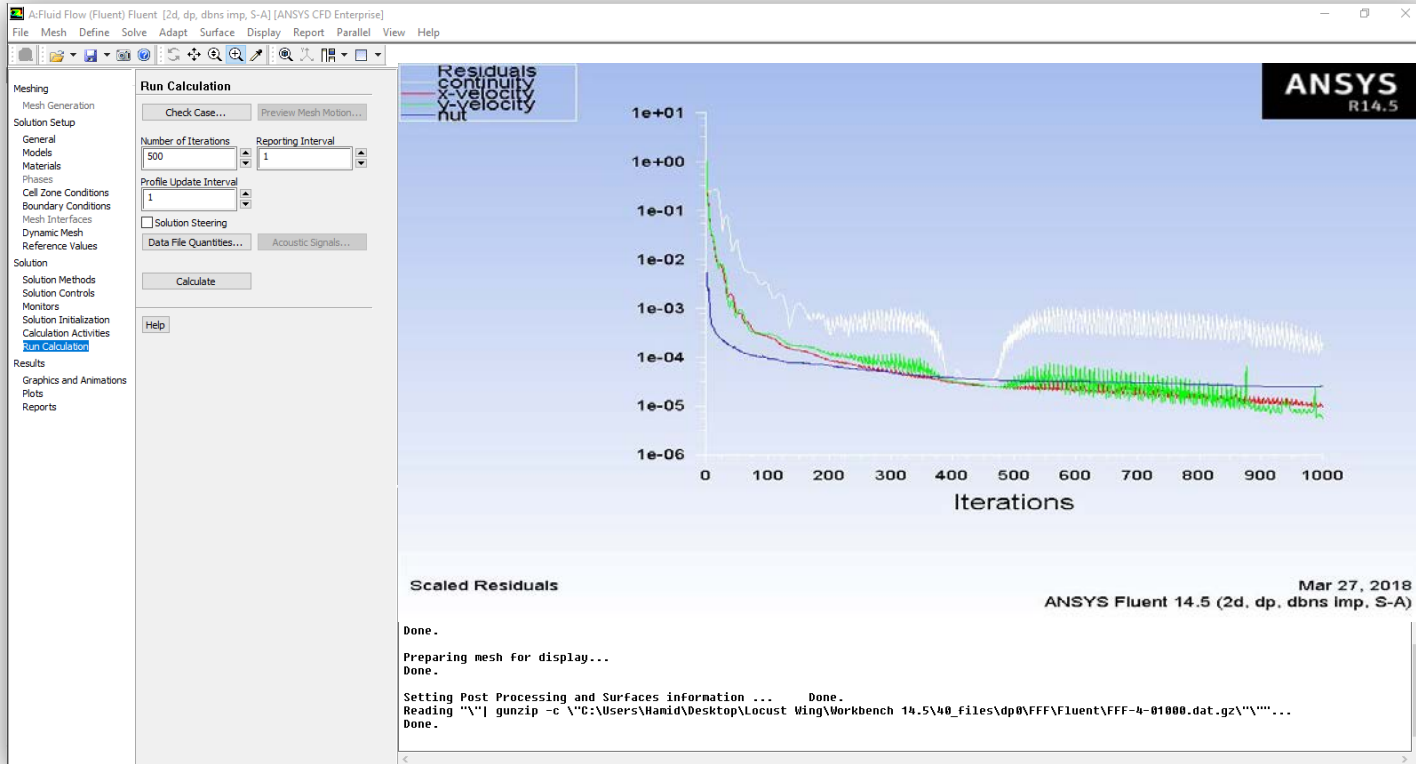 A:Fluid Flow (Fluent) Fluent [2d, dp, dbns imp, S-A] [ANSYS CFD Enterprise]
File Mesh Define Solve Adapt Surface Display Report Parallel View Help
Meshing
Mesh Generation
Solution Setup
General
Models
Materials
Phases
Cell Zone Conditions
Boundary Conditions
Mesh Interfaces
Dynamic Mesh
Reference Values
Solution
Solution Methods
Solution Controls
Monitors
Solution Initialization
Calculation Activities
Run Calculation
Results
Graphics and Animations
Plots
Reports
Run Calculation
Check Case... Preview Mesh Motion...
Number of Iterations Reporting Interval
500 1
Profile Update Interval
1
Solution Steering
Data File Quantities... Acoustic Signals...
Calculate
Help
Residuals
continuity
x-velocity
y-velocity
nut
ANSYS
R14.5
1e+01
1e+00
1e-01
1e-02
1e-03
1e-04
1e-05
1e-06
0 100 200 300 400 500 600 700 800 900 1000
Iterations
Scaled Residuals Mar 27, 2018
ANSYS Fluent 14.5 (2d, dp, dbns imp, S-A)
Done.
Preparing mesh for display...
Done.
Setting Post Processing and Surfaces information ... Done.
Reading "\"| gunzip -c \"C:\Users\Hamid\Desktop\Locust Wing\Workbench 14.5\40_files\dp0\FFF\Fluent\FFF-4-01000.dat.gz\"\""...
Done.